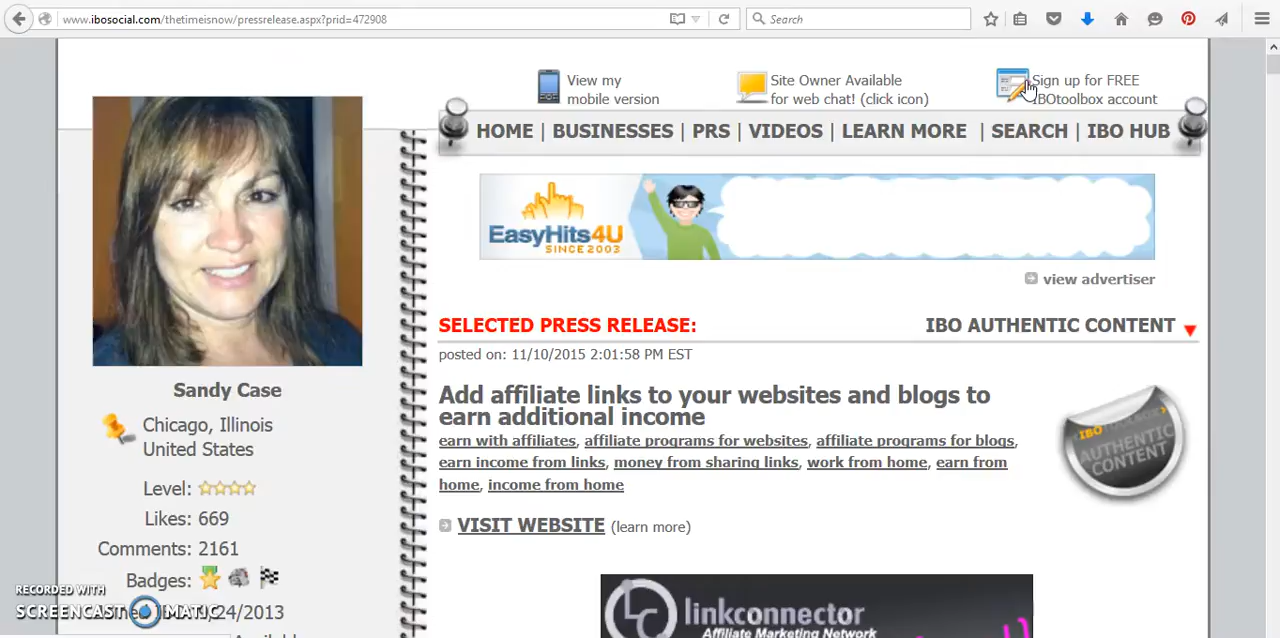 www.ibosocial.com/thetimeisnow/pressrelease.aspx?prid=472908
Search
View my
mobile version
Site Owner Available
for web chat! (click icon)
Sign up for FREE
IBOtoolbox account
HOME | BUSINESSES | PRS | VIDEOS | LEARN MORE | SEARCH | IBO HUB
EasyHits4U
SINCE 2003
view advertiser
SELECTED PRESS RELEASE:
IBO AUTHENTIC CONTENT
posted on: 11/10/2015 2:01:58 PM EST
Add affiliate links to your websites and blogs to
earn additional income
earn with affiliates, affiliate programs for websites, affiliate programs for blogs,
earn income from links, money from sharing links, work from home, earn from
home, income from home
VISIT WEBSITE (learn more)
IBOTOOLBOX
AUTHENTIC
CONTENT
LC linkconnector
Affiliate Marketing Network
Sandy Case
Chicago, Illinois
United States
Level:
Likes: 669
Comments: 2161
Badges:
/24/2013
RECORDED WITH
SCREENCAST MATIC